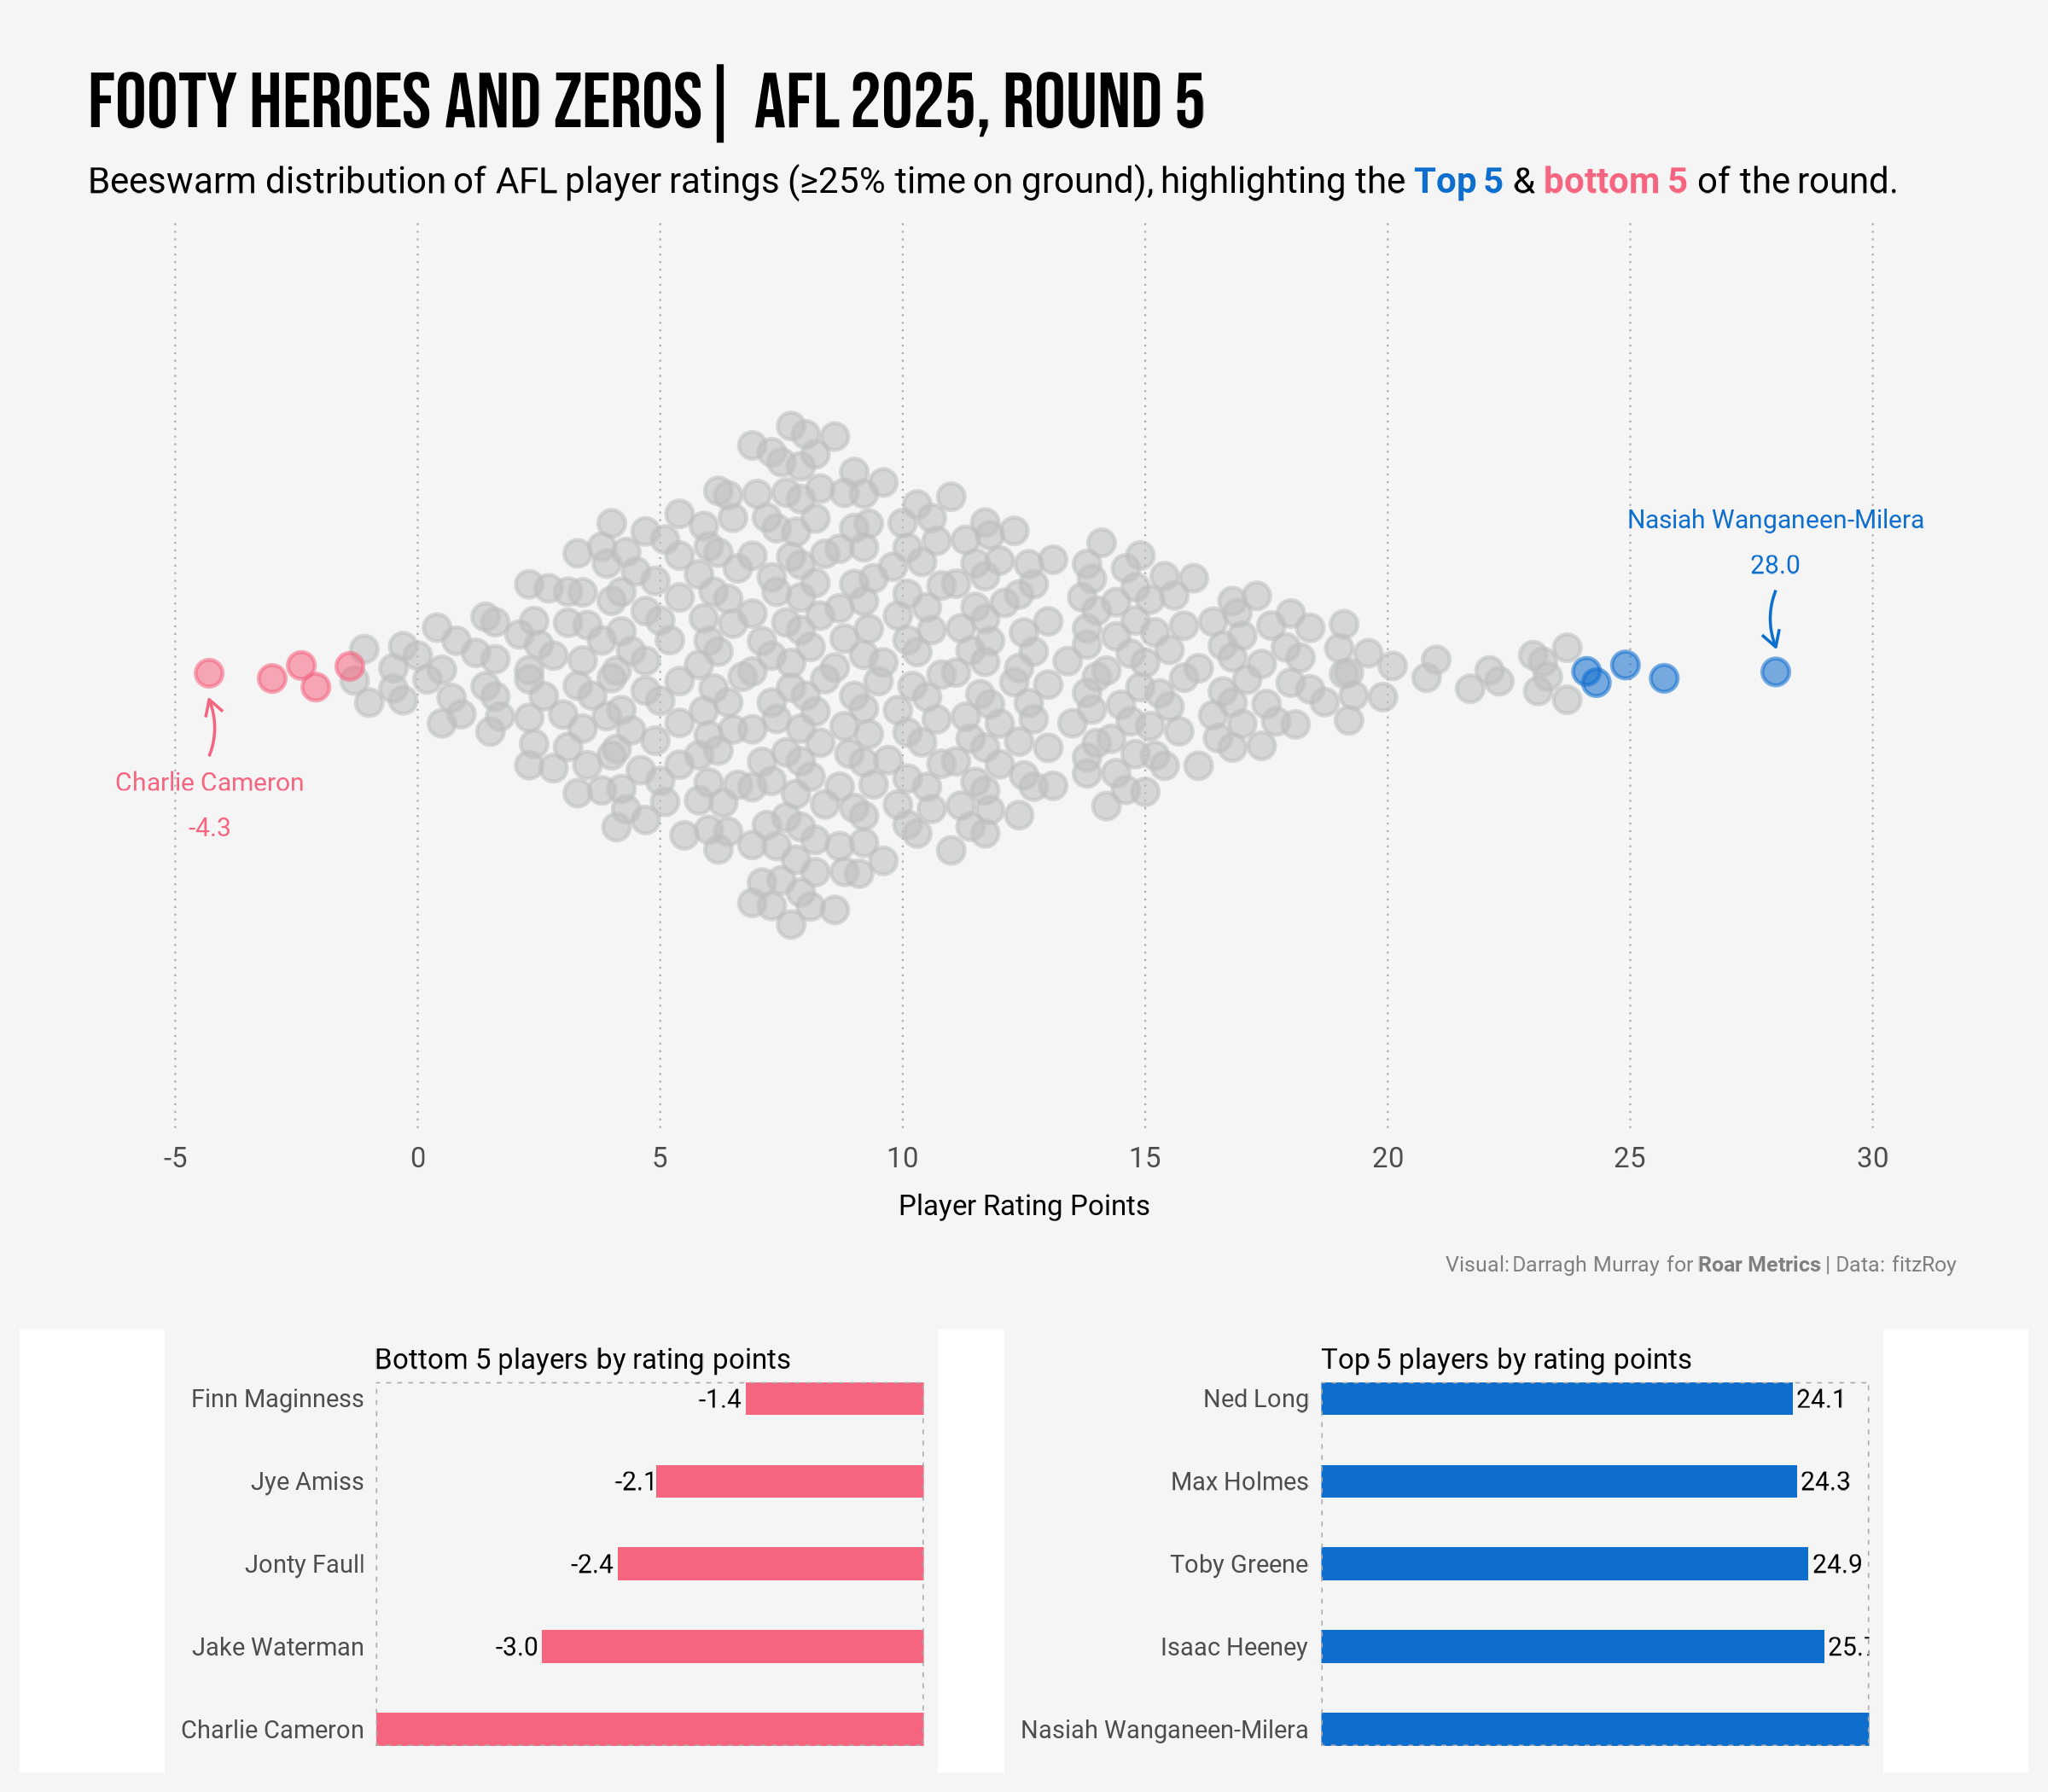 FOOTY HEROES AND ZEROS| AFL 2025, ROUND 5
Beeswarm distribution of AFL player ratings (≥25% time on ground), highlighting the Top 5 & bottom 5 of the round.
Nasiah Wanganeen-Milera
28.0
Charlie Cameron
-4.3
-5 0 5 10 15 20 25 30
Player Rating Points
Visual: Darragh Murray for Roar Metrics | Data: fitzRoy
Bottom 5 players by rating points
Finn Maginness -1.4
Jye Amiss -2.1
Jonty Faull -2.4
Jake Waterman -3.0
Charlie Cameron
Top 5 players by rating points
Ned Long 24.1
Max Holmes 24.3
Toby Greene 24.9
Isaac Heeney 25.7
Nasiah Wanganeen-Milera